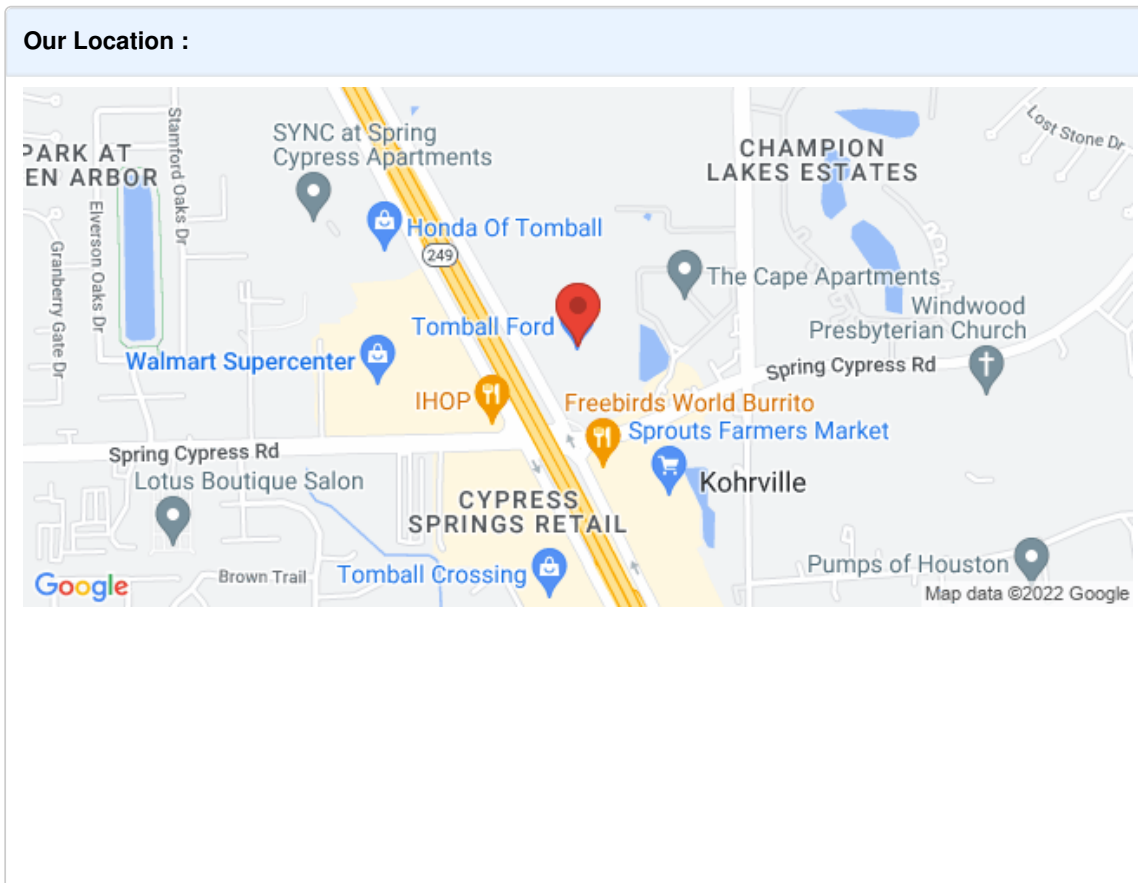 Our Location :
PARK AT
EN ARBOR
Stamford Oaks Dr
Elverson Oaks Dr
Granberry Gate Dr
SYNC at Spring
Cypress Apartments
Honda Of Tomball
249
CHAMPION
LAKES ESTATES
Lost Stone Dr
The Cape Apartments
Windwood
Presbyterian Church
Tomball Ford
Walmart Supercenter
Spring Cypress Rd
IHOP
Freebirds World Burrito
Sprouts Farmers Market
Spring Cypress Rd
Lotus Boutique Salon
Kohrville
CYPRESS
SPRINGS RETAIL
Pumps of Houston
Brown Trail
Tomball Crossing
Google
Map data ©2022 Google